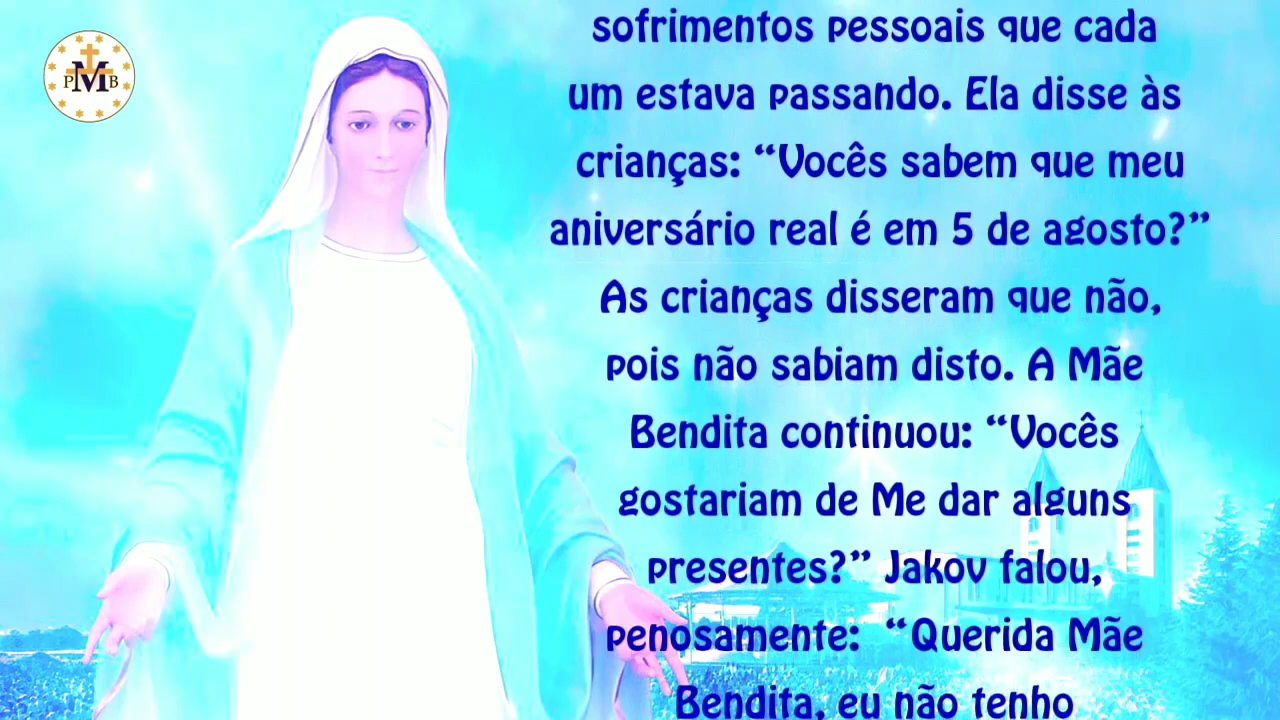 P M B
sofrimentos pessoais que cada
um estava passando. Ela disse às
crianças: “Vocês sabem que meu
aniversário real é em 5 de agosto?”
As crianças disseram que não,
pois não sabiam disto. A Mãe
Bendita continuou: “Vocês
gostariam de Me dar alguns
presentes?” Jakov falou,
penosamente: “Querida Mãe
Bendita, eu não tenho